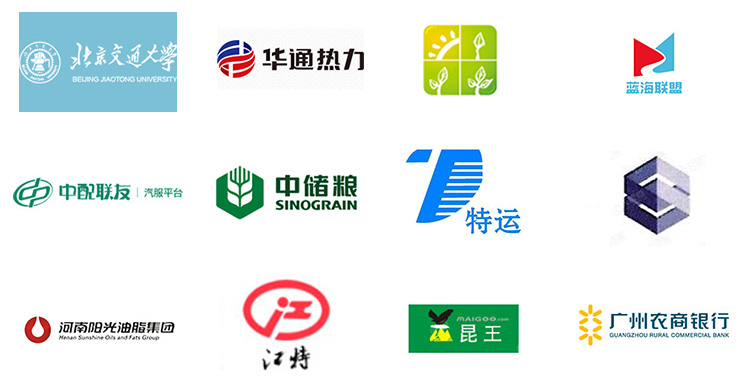 北京交通大学
BEIJING JIAOTONG UNIVERSITY
华通热力
蓝海联盟
中配联友
汽服平台
中储粮
SINOGRAIN
特运
河南阳光油脂集团
Henan Sunshine Oils and Fats Group
江
江特
MAIGOO.com
昆王
广州农商银行
GUANGZHOU RURAL COMMERCIAL BANK